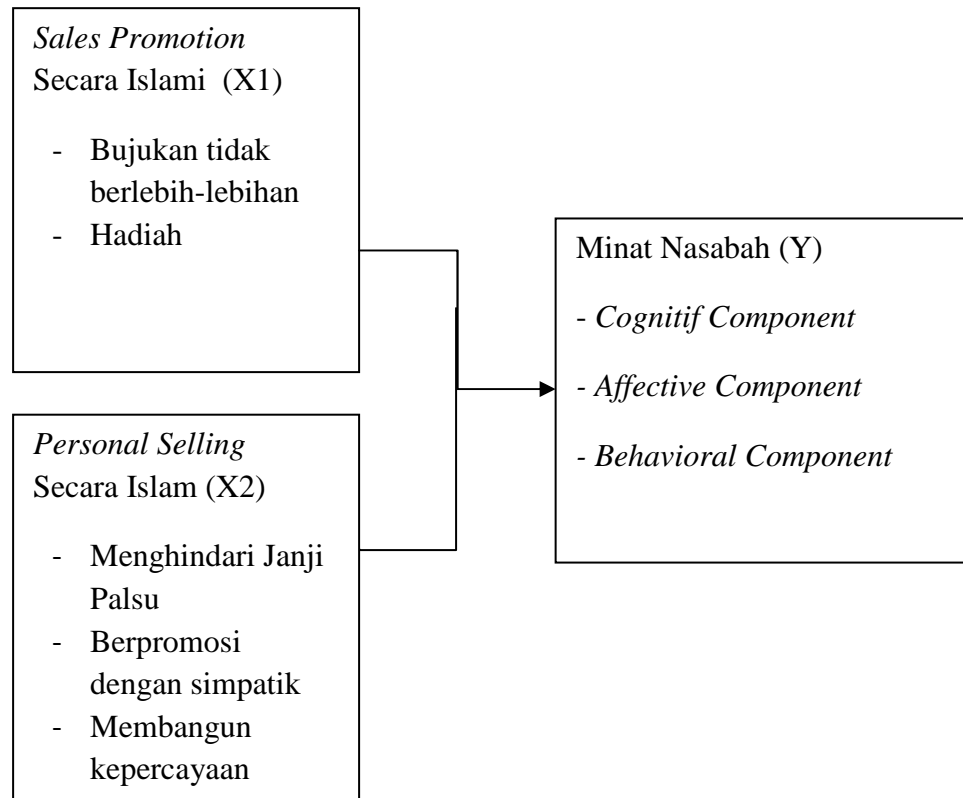 Sales Promotion
Secara Islami (X1)
- Bujukan tidak
berlebih-lebihan
- Hadiah
Personal Selling
Secara Islam (X2)
- Menghindari Janji
Palsu
- Berpromosi
dengan simpatik
- Membangun
kepercayaan
Minat Nasabah (Y)
- Cognitif Component
- Affective Component
- Behavioral Component